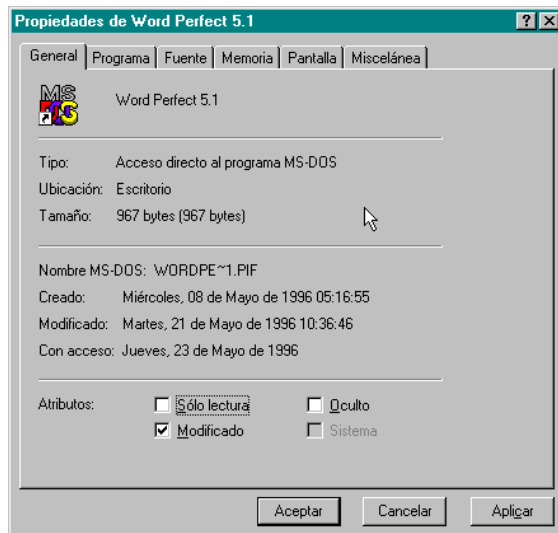 Propiedades de Word Perfect 5.1
General Programa Fuente Memoria Pantalla Miscelánea
MS
DOS
Word Perfect 5.1
Tipo: Acceso directo al programa MS-DOS
Ubicación: Escritorio
Tamaño: 967 bytes (967 bytes)
Nombre MS-DOS: WORDPE~1.PIF
Creado: Miércoles, 08 de Mayo de 1996 05:16:55
Modificado: Martes, 21 de Mayo de 1996 10:36:46
Con acceso: Jueves, 23 de Mayo de 1996
Atributos: Sólo lectura Oculto
Modificado Sistema
Aceptar Cancelar Aplicar